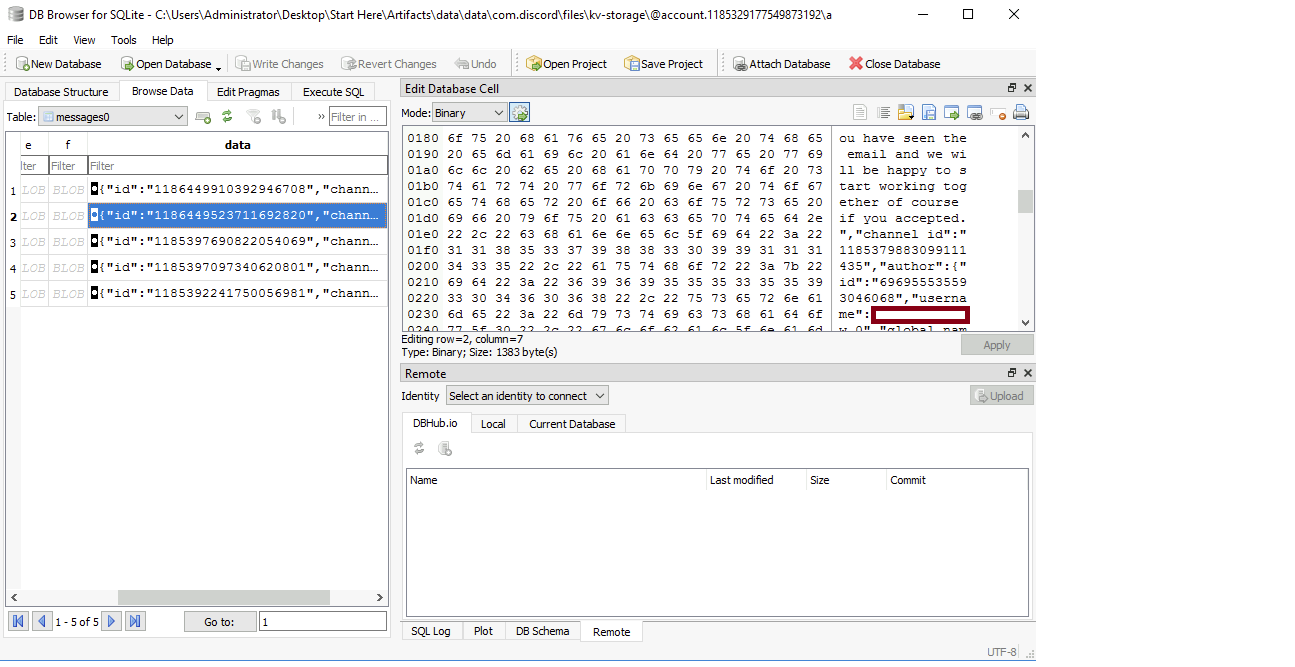 DB Browser for SQLite - C:\Users\Administrator\Desktop\Start Here\Artifacts\data\data\com.discord\files\kv-storage\@account.1185329177549873192\a
File Edit View Tools Help
New Database Open Database Write Changes Revert Changes Undo Open Project Save Project Attach Database Close Database
Database Structure Browse Data Edit Pragmas Execute SQL
Table: messages0 » Filter in ...
e f data
lter Filter Filter
1 LOB BLOB {"id":"1186449910392946708","chann…
2 LOB BLOB {"id":"1186449523711692820","chann…
3 LOB BLOB {"id":"1185397690822054069","chann…
4 LOB BLOB {"id":"1185397097340620801","chann…
5 LOB BLOB {"id":"1185392241750056981","chann…
1 - 5 of 5 Go to: 1
Edit Database Cell
Mode: Binary
0180 6f 75 20 68 61 76 65 20 73 65 65 6e 20 74 68 65 ou have seen the
0190 20 65 6d 61 69 6c 20 61 6e 64 20 77 65 20 77 69 email and we wi
01a0 6c 6c 20 62 65 20 68 61 70 70 79 20 74 6f 20 73 ll be happy to s
01b0 74 61 72 74 20 77 6f 72 6b 69 6e 67 20 74 6f 67 tart working tog
01c0 65 74 68 65 72 20 6f 66 20 63 6f 75 72 73 65 20 ether of course
01d0 69 66 20 79 6f 75 20 61 63 63 65 70 74 65 64 2e if you accepted.
01e0 22 2c 22 63 68 61 6e 6e 65 6c 5f 69 64 22 3a 22 ","channel id":"
01f0 31 31 38 35 33 37 39 38 38 33 30 39 39 31 31 31 1185379883099111
0200 34 33 35 22 2c 22 61 75 74 68 6f 72 22 3a 7b 22 435","author":{"
0210 69 64 22 3a 22 36 39 36 39 35 35 35 33 35 35 39 id":"69695553559
0220 33 30 34 36 30 36 38 22 2c 22 75 73 65 72 6e 61 3046068","userna
0230 6d 65 22 3a 22 6d 79 73 74 69 63 73 68 61 64 6f me":
0240 77 5f 30 22 2c 22 67 6c 6f 62 61 6c 5f 6e 61 6d w_0","global_nam
Editing row=2, column=7
Type: Binary; Size: 1383 byte(s)
Apply
Remote
Identity Select an identity to connect Upload
DBHub.io Local Current Database
Name Last modified Size Commit
SQL Log Plot DB Schema Remote
UTF-8